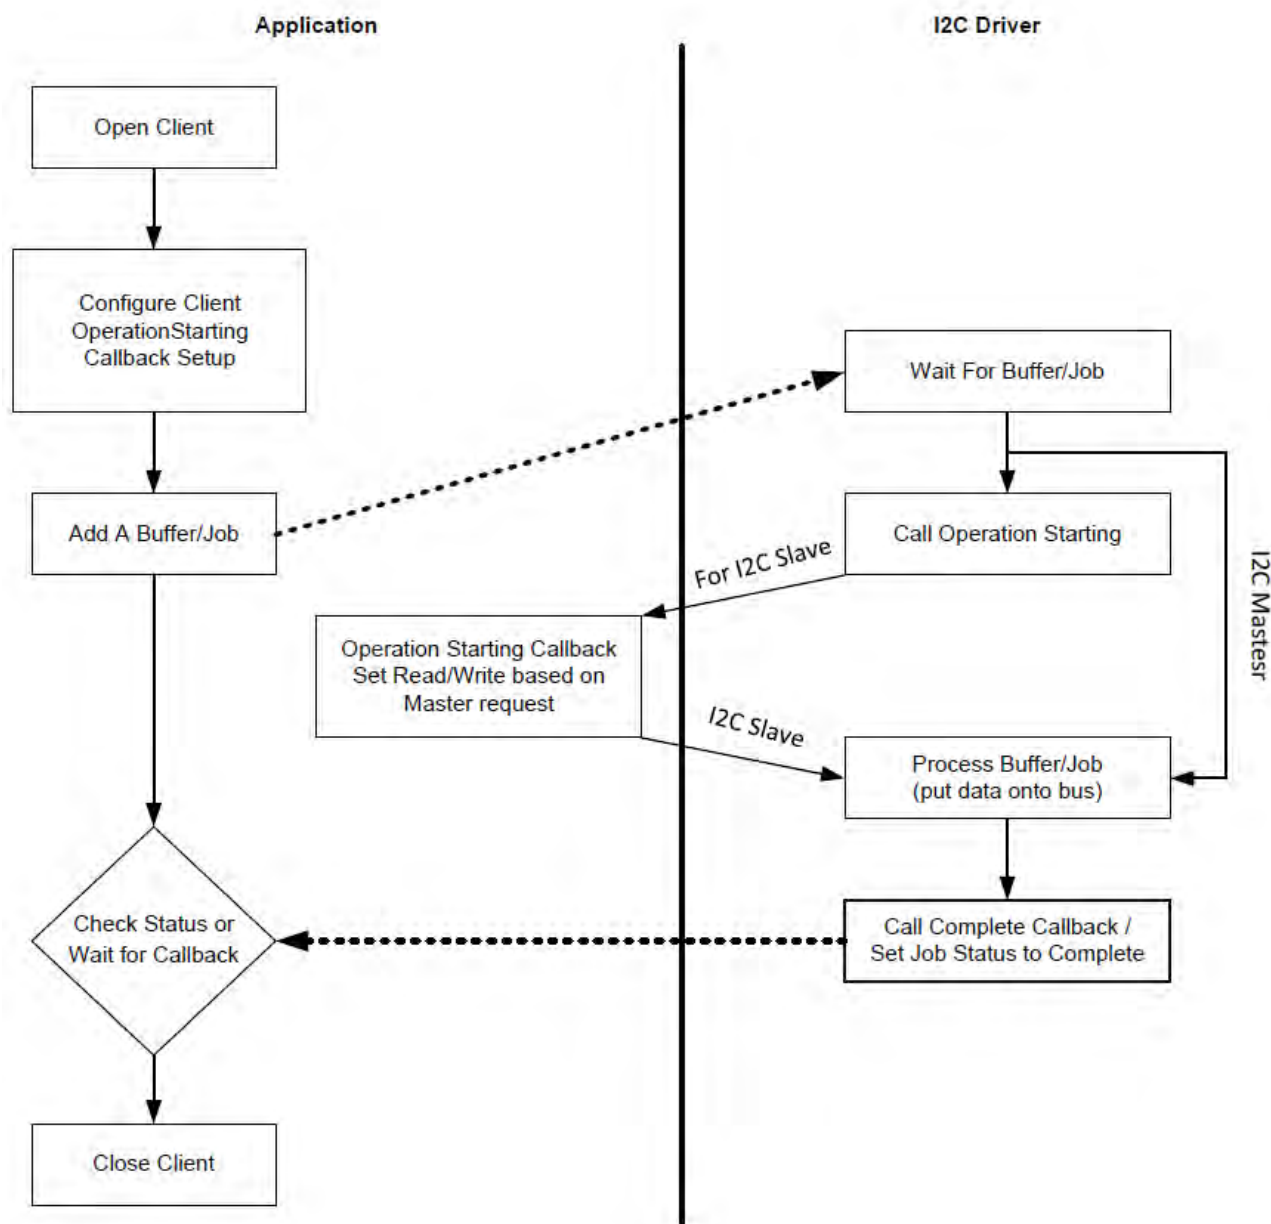 Application
I2C Driver
Open Client
Configure Client
OperationStarting
Callback Setup
Wait For Buffer/Job
Add A Buffer/Job
Call Operation Starting
For I2C Slave
I2C Mastesr
Operation Starting Callback
Set Read/Write based on
Master request
I2C Slave
Process Buffer/Job
(put data onto bus)
Check Status or
Wait for Callback
Call Complete Callback /
Set Job Status to Complete
Close Client